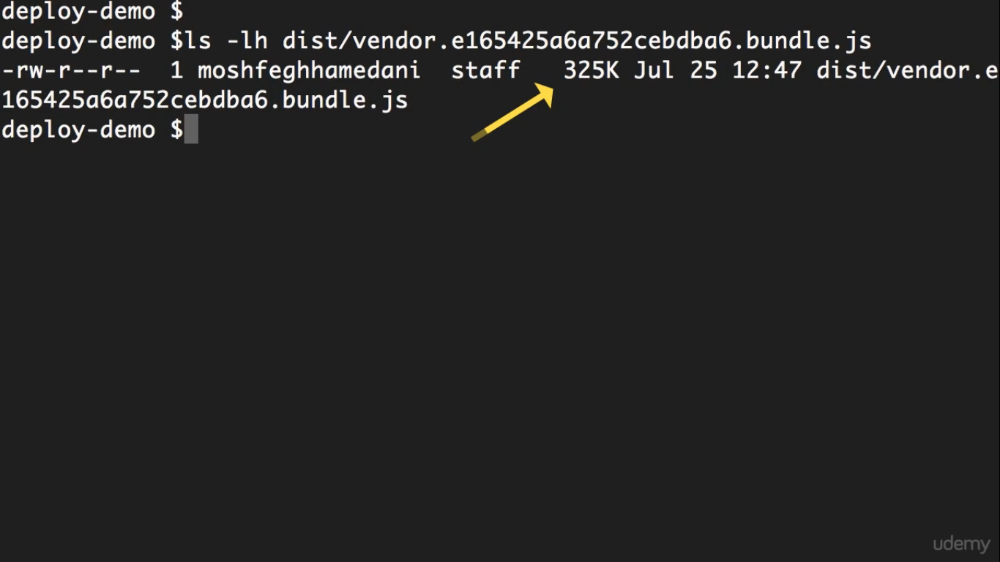 deploy-demo $
deploy-demo $ls -lh dist/vendor.e165425a6a752cebdba6.bundle.js
-rw-r--r--  1 moshfeghhamedani  staff   325K Jul 25 12:47 dist/vendor.e
165425a6a752cebdba6.bundle.js
deploy-demo $
udemy